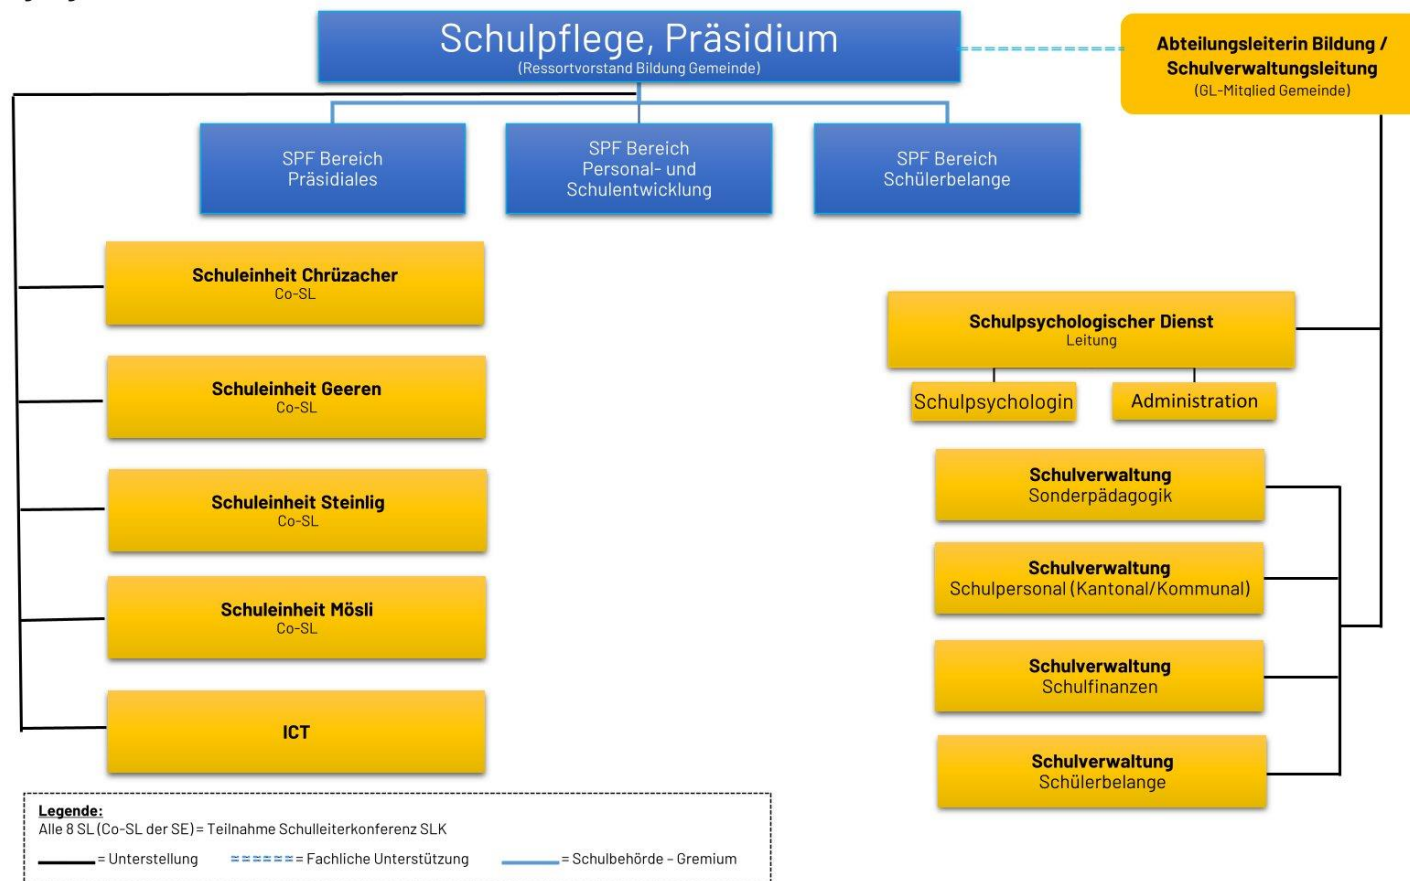 Schulpflege, Präsidium
(Ressortvorstand Bildung Gemeinde)
Abteilungsleiterin Bildung /
Schulverwaltungsleitung
(GL-Mitglied Gemeinde)
SPF Bereich
Präsidiales
SPF Bereich
Personal- und
Schulentwicklung
SPF Bereich
Schülerbelange
Schuleinheit Chrüzacher
Co-SL
Schuleinheit Geeren
Co-SL
Schuleinheit Steinlig
Co-SL
Schuleinheit Mösli
Co-SL
ICT
Schulpsychologischer Dienst
Leitung
Schulpsychologin
Administration
Schulverwaltung
Sonderpädagogik
Schulverwaltung
Schulpersonal (Kantonal/Kommunal)
Schulverwaltung
Schulfinanzen
Schulverwaltung
Schülerbelange
Legende:
Alle 8 SL (Co-SL der SE) = Teilnahme Schulleiterkonferenz SLK
= Unterstellung
= Fachliche Unterstützung
= Schulbehörde – Gremium